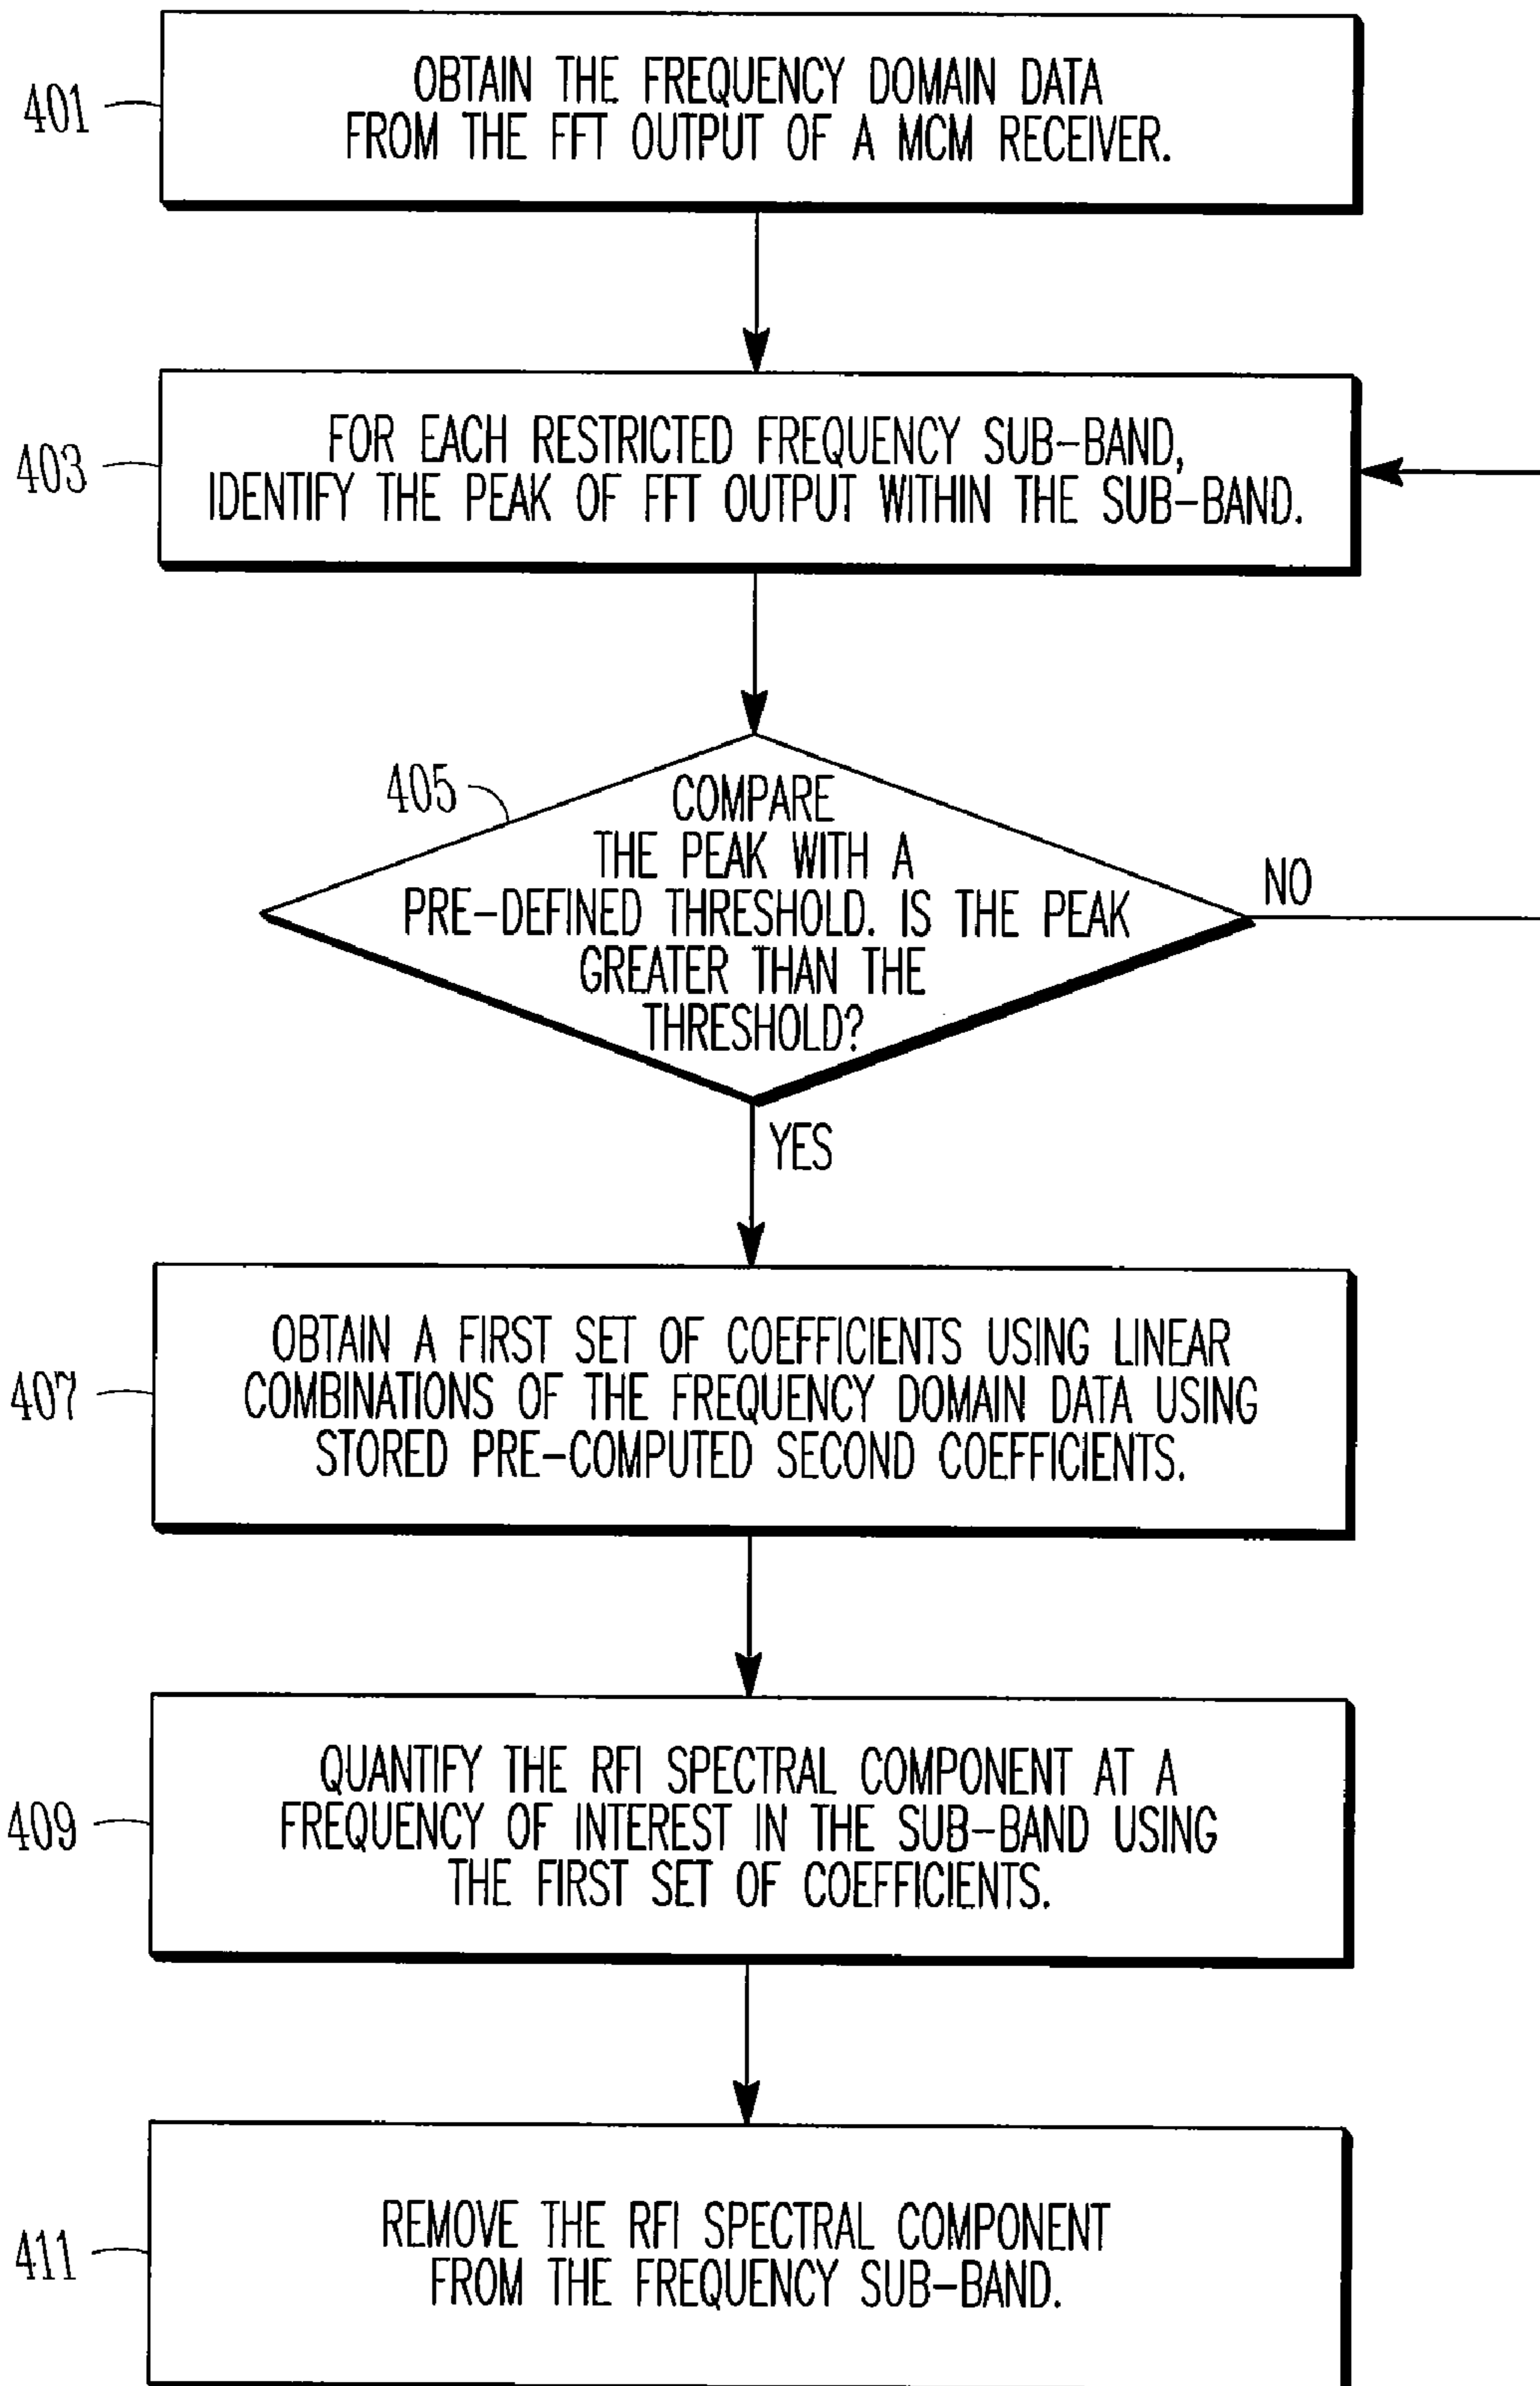 401
OBTAIN THE FREQUENCY DOMAIN DATA
FROM THE FFT OUTPUT OF A MCM RECEIVER.
403
FOR EACH RESTRICTED FREQUENCY SUB-BAND,
IDENTIFY THE PEAK OF FFT OUTPUT WITHIN THE SUB-BAND.
405
COMPARE
THE PEAK WITH A
PRE-DEFINED THRESHOLD. IS THE PEAK
GREATER THAN THE
THRESHOLD?
NO
YES
407
OBTAIN A FIRST SET OF COEFFICIENTS USING LINEAR
COMBINATIONS OF THE FREQUENCY DOMAIN DATA USING
STORED PRE-COMPUTED SECOND COEFFICIENTS.
409
QUANTIFY THE RFI SPECTRAL COMPONENT AT A
FREQUENCY OF INTEREST IN THE SUB-BAND USING
THE FIRST SET OF COEFFICIENTS.
411
REMOVE THE RFI SPECTRAL COMPONENT
FROM THE FREQUENCY SUB-BAND.